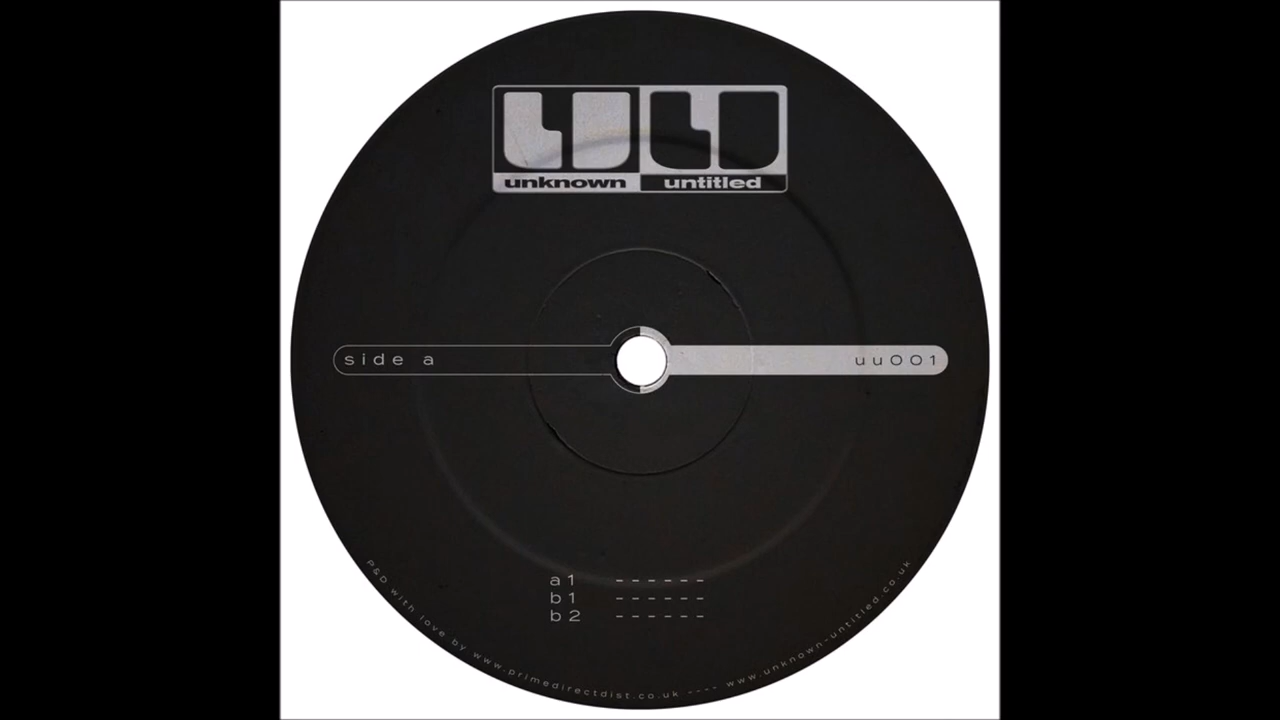 unknown untitled
side a uu001
a1 ------
b1 ------
b2 ------
P&D with love by www.primedirectdist.co.uk ---- www.unknown-untitled.co.uk